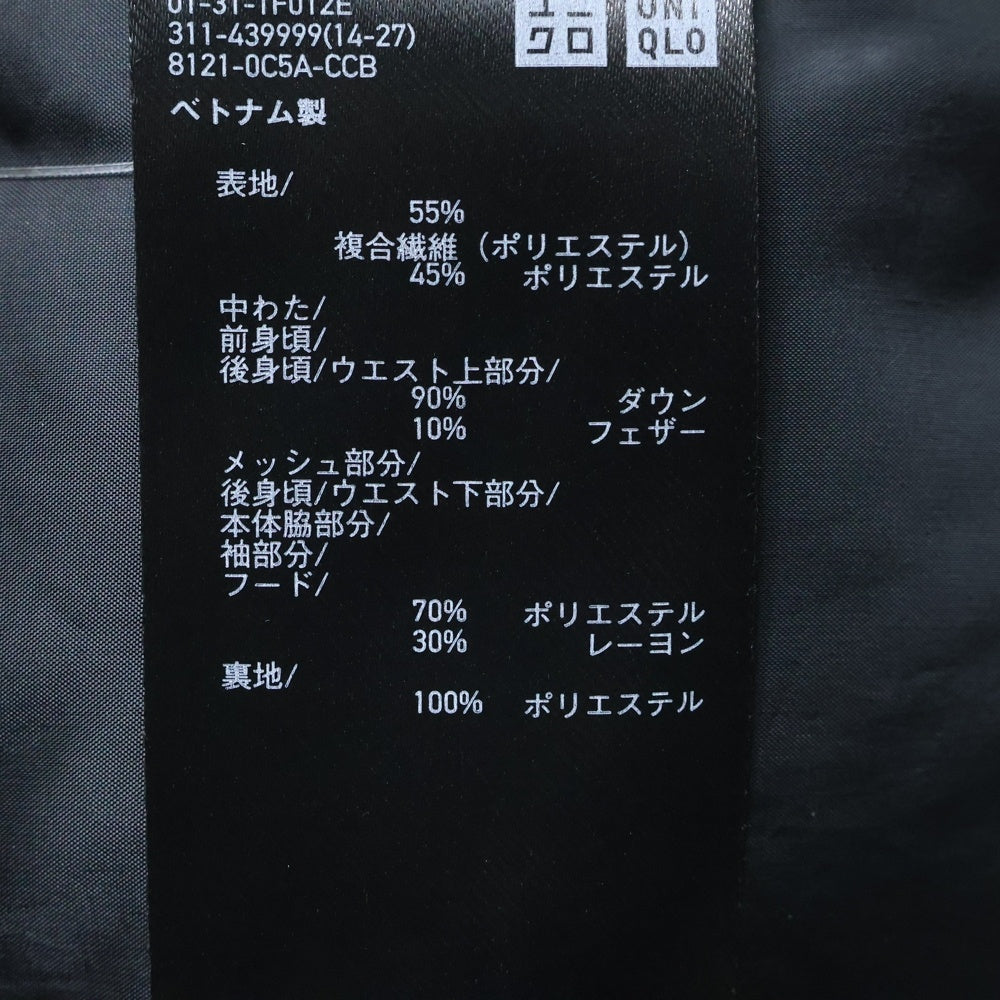 01-31-1F012E
311-439999(14-27)
8121-0C5A-CCB
ユニ
クロ
UNI
QLO
ベトナム製
表地/
55%
複合繊維（ポリエステル）
45% ポリエステル
中わた/
前身頃/
後身頃/ウエスト上部分/
90% ダウン
10% フェザー
メッシュ部分/
後身頃/ウエスト下部分/
本体脇部分/
袖部分/
フード/
70% ポリエステル
30% レーヨン
裏地/
100% ポリエステル